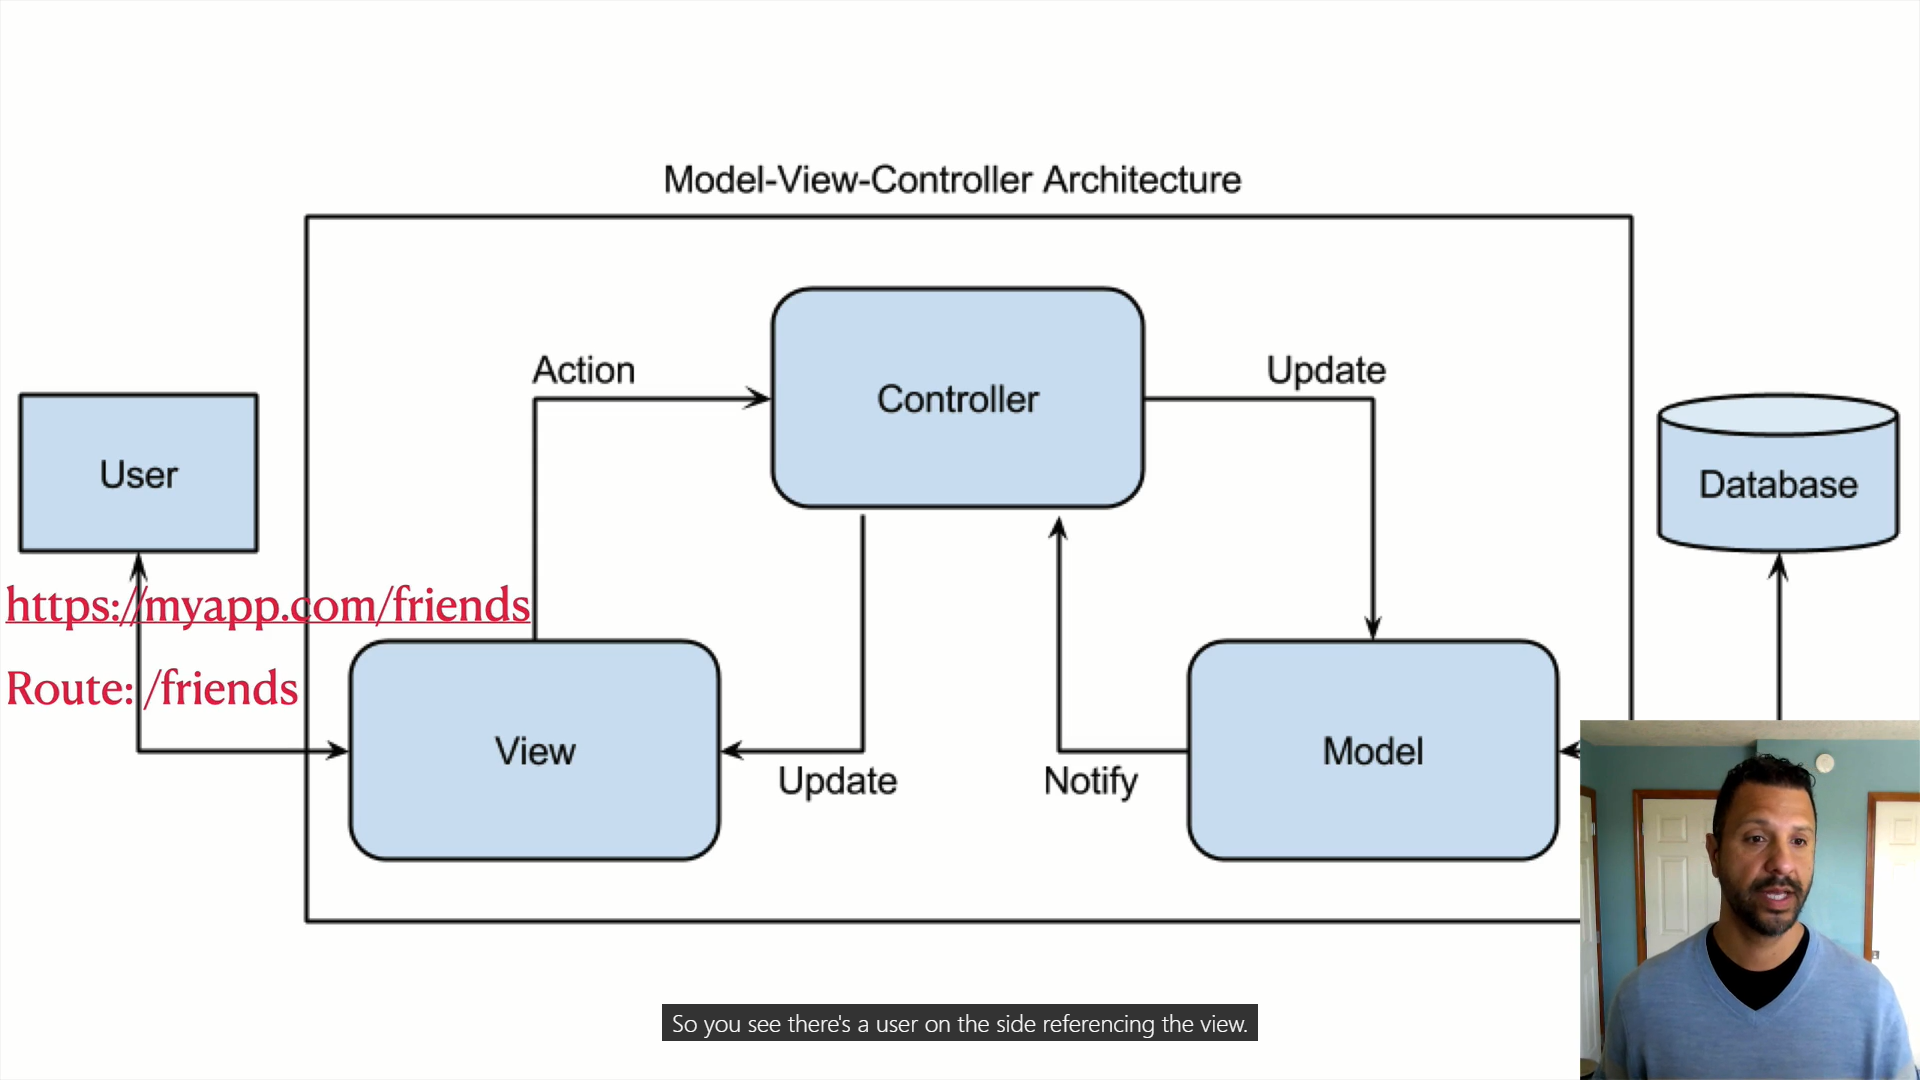 Model-View-Controller Architecture
Action
Controller
Update
User
Database
https://myapp.com/friends
Route: /friends
View
Update
Notify
Model
So you see there's a user on the side referencing the view.